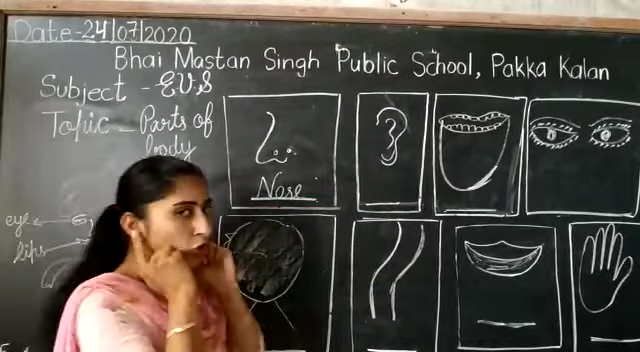 Date-24/07/2020
Bhai Mastan Singh Public School, Pakka Kalan
Subject - E.V.S
Topic - Parts of
body
Nose
eye
lips